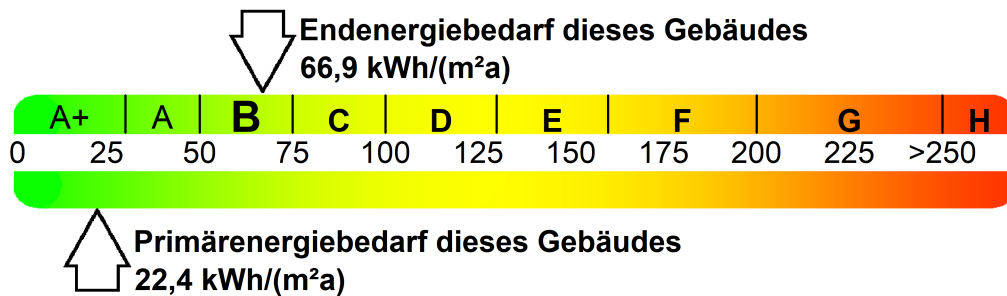 Endenergiebedarf dieses Gebäudes
66,9 kWh/(m²a)
A+ A B C D E F G H
0 25 50 75 100 125 150 175 200 225 >250
Primärenergiebedarf dieses Gebäudes
22,4 kWh/(m²a)